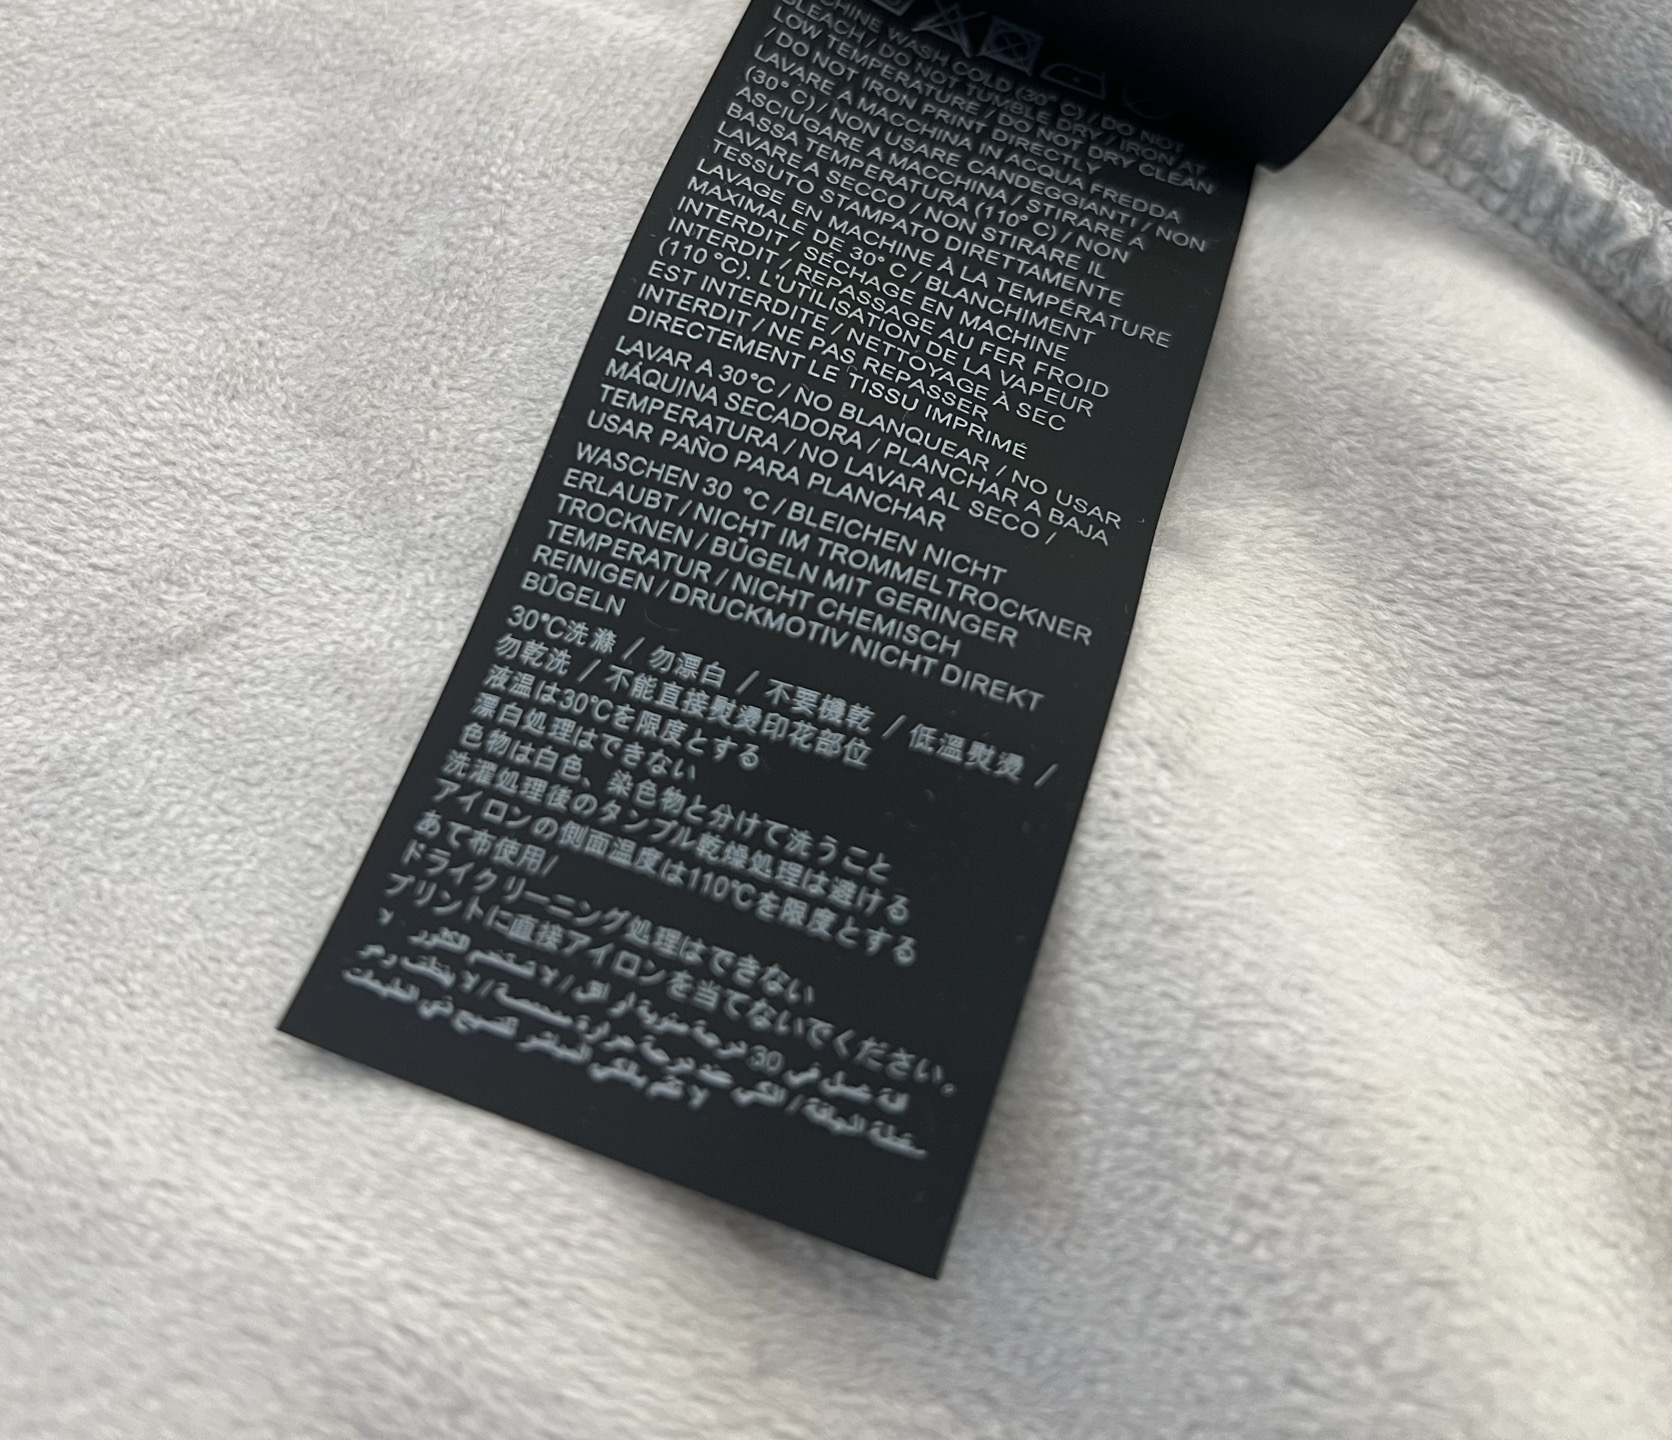 MACHINE WASH COLD (30° C) / DO NOT
BLEACH / DO NOT TUMBLE DRY / IRON AT
LOW TEMPERATURE / DO NOT DRY CLEAN
/ DO NOT IRON PRINT DIRECTLY
LAVARE A MACCHINA IN ACQUA FREDDA
(30° C) / NON USARE CANDEGGIANTI / NON
ASCIUGARE A MACCHINA / STIRARE A
BASSA TEMPERATURA (110° C) / NON
LAVARE A SECCO / NON STIRARE IL
TESSUTO STAMPATO DIRETTAMENTE
LAVAGE EN MACHINE À LA TEMPÉRATURE
MAXIMALE DE 30° C / BLANCHIMENT
INTERDIT / SÉCHAGE EN MACHINE
INTERDIT / REPASSAGE AU FER FROID
(110 °C). L'UTILISATION DE LA VAPEUR
EST INTERDITE / NETTOYAGE À SEC
INTERDIT / NE PAS REPASSER
DIRECTEMENT LE TISSU IMPRIMÉ
LAVAR A 30°C / NO BLANQUEAR / NO USAR
MÁQUINA SECADORA / PLANCHAR A BAJA
TEMPERATURA / NO LAVAR AL SECO /
USAR PAÑO PARA PLANCHAR
WASCHEN 30 °C / BLEICHEN NICHT
ERLAUBT / NICHT IM TROMMELTROCKNER
TROCKNEN / BÜGELN MIT GERINGER
TEMPERATUR / NICHT CHEMISCH
REINIGEN / DRUCKMOTIV NICHT DIREKT
BÜGELN
30°C洗滌 / 勿漂白 / 不要機乾 / 低溫熨燙 /
勿乾洗 / 不能直接熨燙印花部位
液温は30℃を限度とする
漂白処理はできない
色物は白色、染色物と分けて洗うこと
洗濯処理後のタンブル乾燥処理は避ける
アイロンの側面温度は110℃を限度とする
あて布使用/
ドライクリーニング処理はできない
プリントに直接アイロンを当てないでください。
30 درجة مئوية